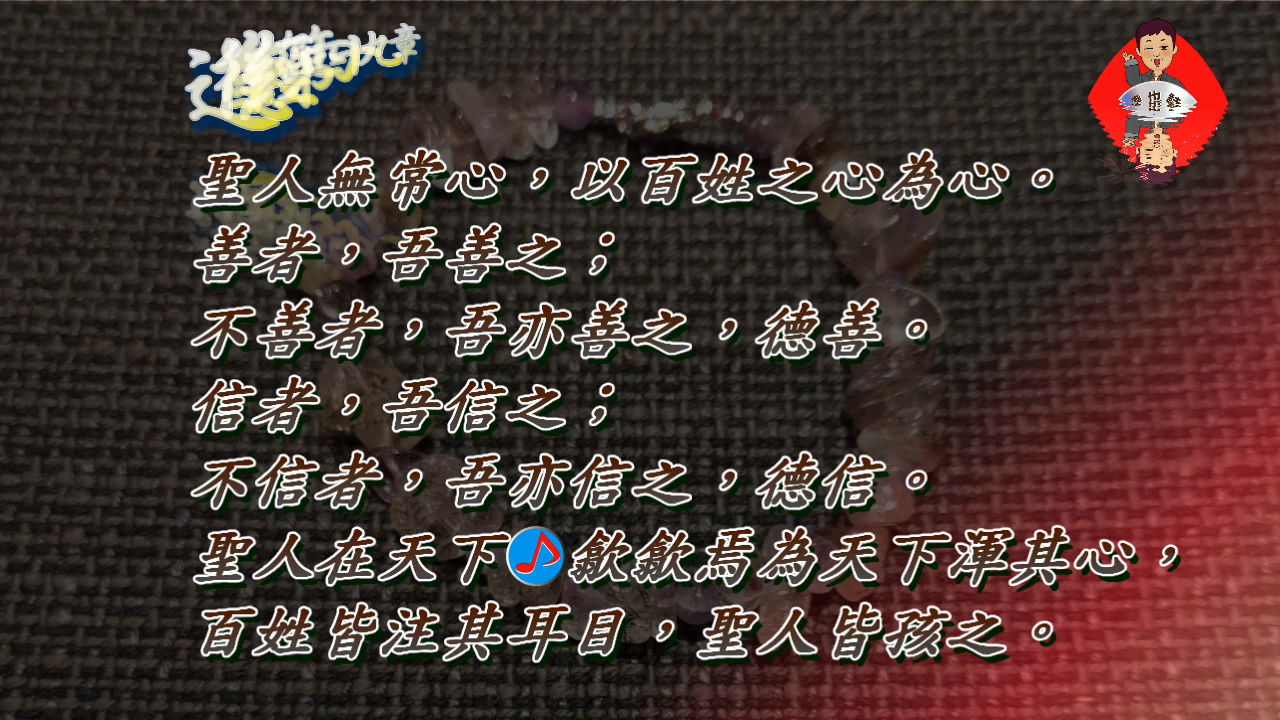 聖人無常心，以百姓之心為心。
善者，吾善之；
不善者，吾亦善之，德善。
信者，吾信之；
不信者，吾亦信之，德信。
聖人在天下歙歙焉為天下渾其心，
百姓皆注其耳目，聖人皆孩之。